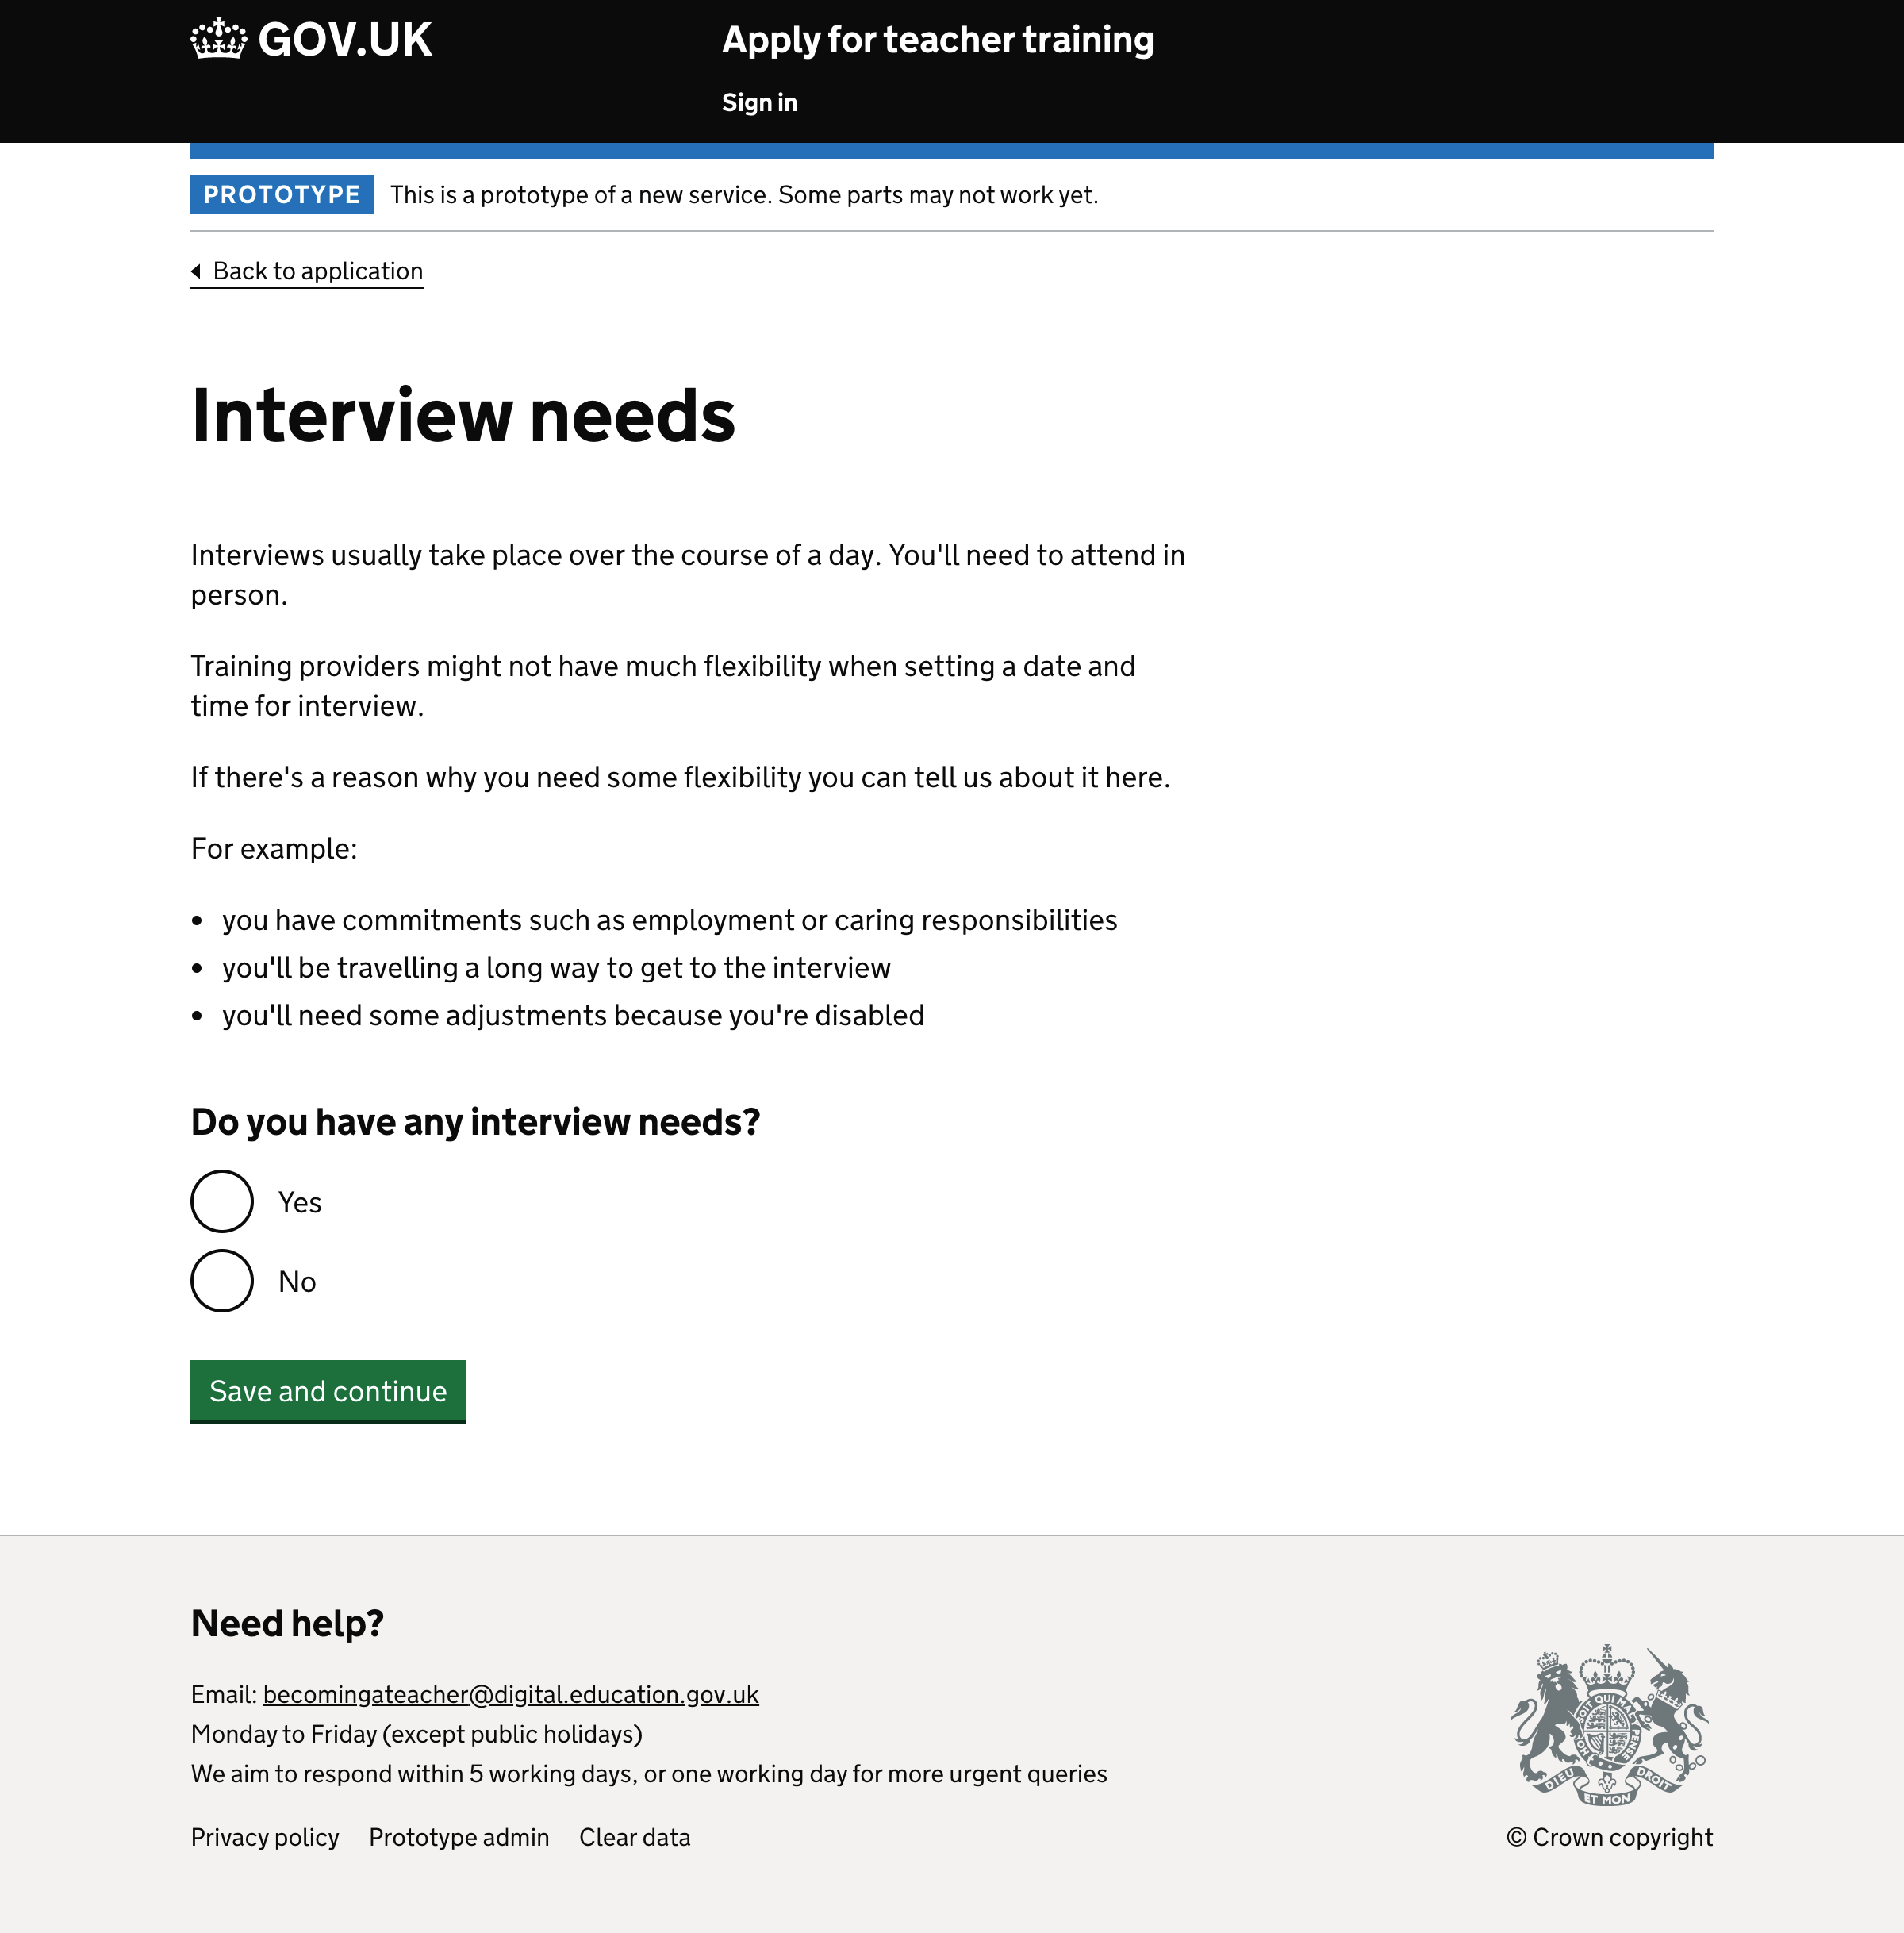 GOV.UK
Apply for teacher training
Sign in
PROTOTYPE This is a prototype of a new service. Some parts may not work yet.
Back to application
Interview needs
Interviews usually take place over the course of a day. You'll need to attend in
person.
Training providers might not have much flexibility when setting a date and
time for interview.
If there's a reason why you need some flexibility you can tell us about it here.
For example:
• you have commitments such as employment or caring responsibilities
• you'll be travelling a long way to get to the interview
• you'll need some adjustments because you're disabled
Do you have any interview needs?
Yes
No
Save and continue
Need help?
Email: becomingateacher@digital.education.gov.uk
Monday to Friday (except public holidays)
We aim to respond within 5 working days, or one working day for more urgent queries
Privacy policy Prototype admin Clear data
DIEU ET MON DROIT
© Crown copyright